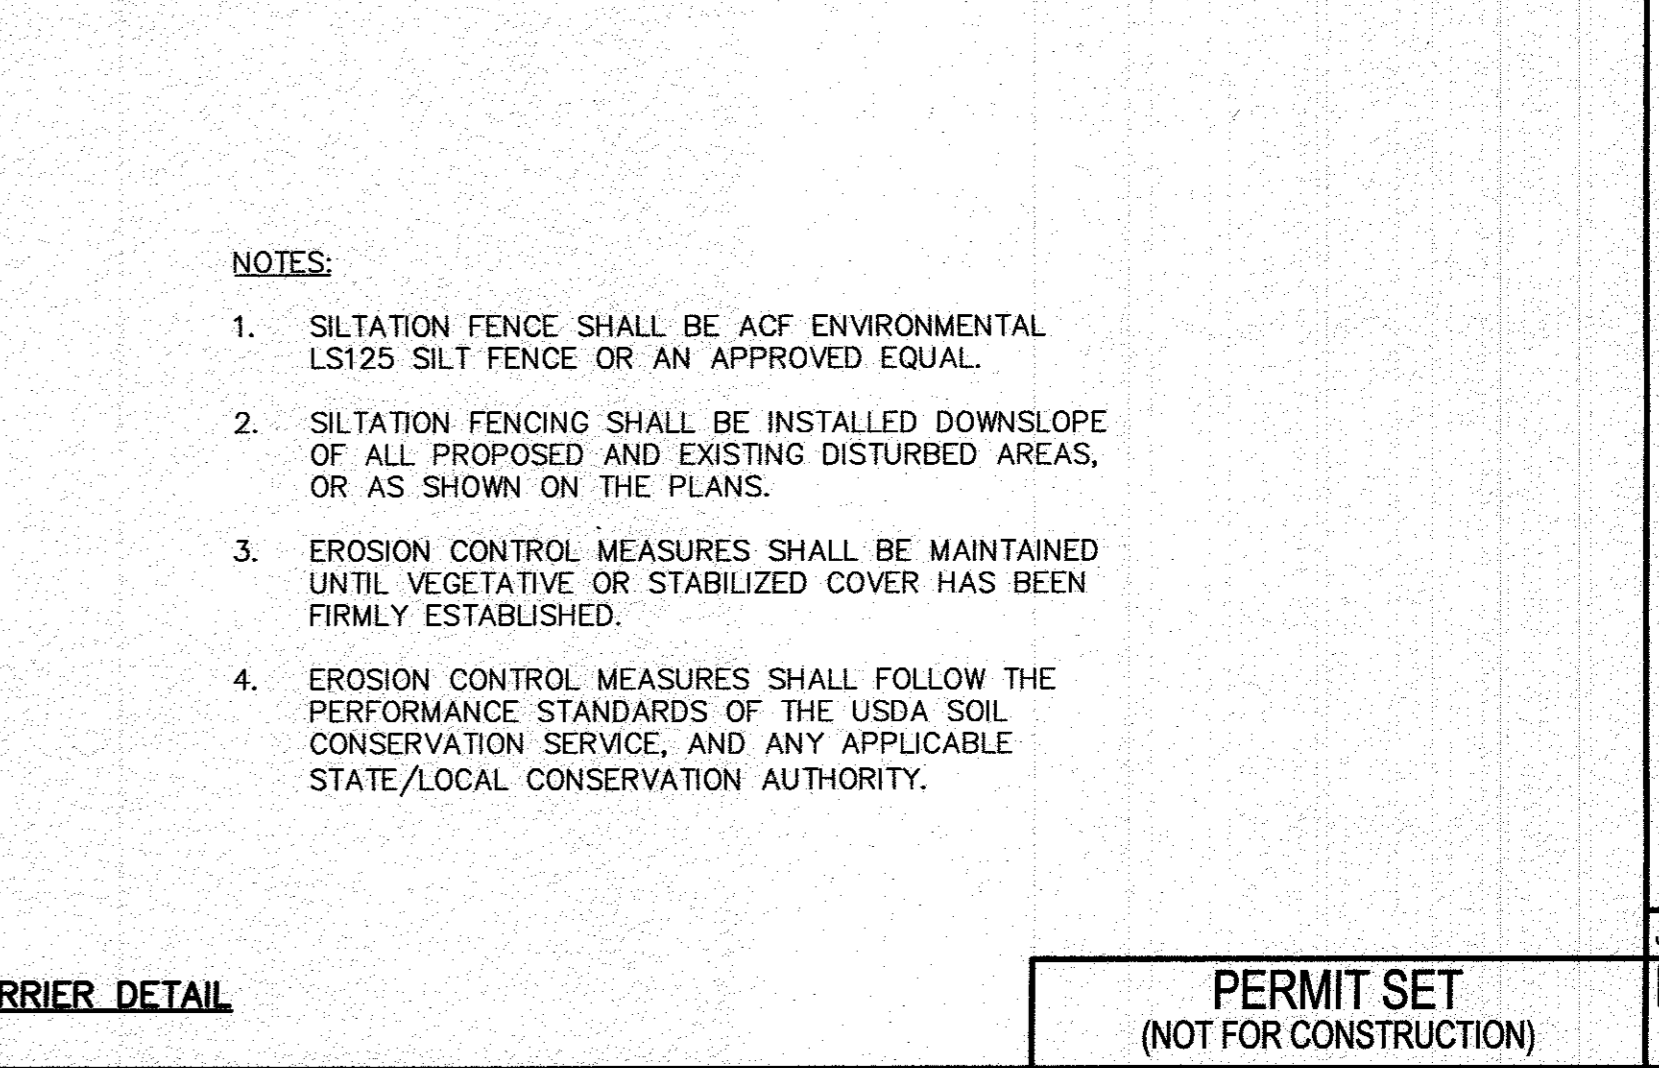 NOTES:
1. SILTATION FENCE SHALL BE ACF ENVIRONMENTAL
LS125 SILT FENCE OR AN APPROVED EQUAL.
2. SILTATION FENCING SHALL BE INSTALLED DOWNSLOPE
OF ALL PROPOSED AND EXISTING DISTURBED AREAS,
OR AS SHOWN ON THE PLANS.
3. EROSION CONTROL MEASURES SHALL BE MAINTAINED
UNTIL VEGETATIVE OR STABILIZED COVER HAS BEEN
FIRMLY ESTABLISHED.
4. EROSION CONTROL MEASURES SHALL FOLLOW THE
PERFORMANCE STANDARDS OF THE USDA SOIL
CONSERVATION SERVICE, AND ANY APPLICABLE
STATE/LOCAL CONSERVATION AUTHORITY.
RRIER DETAIL
PERMIT SET
(NOT FOR CONSTRUCTION)